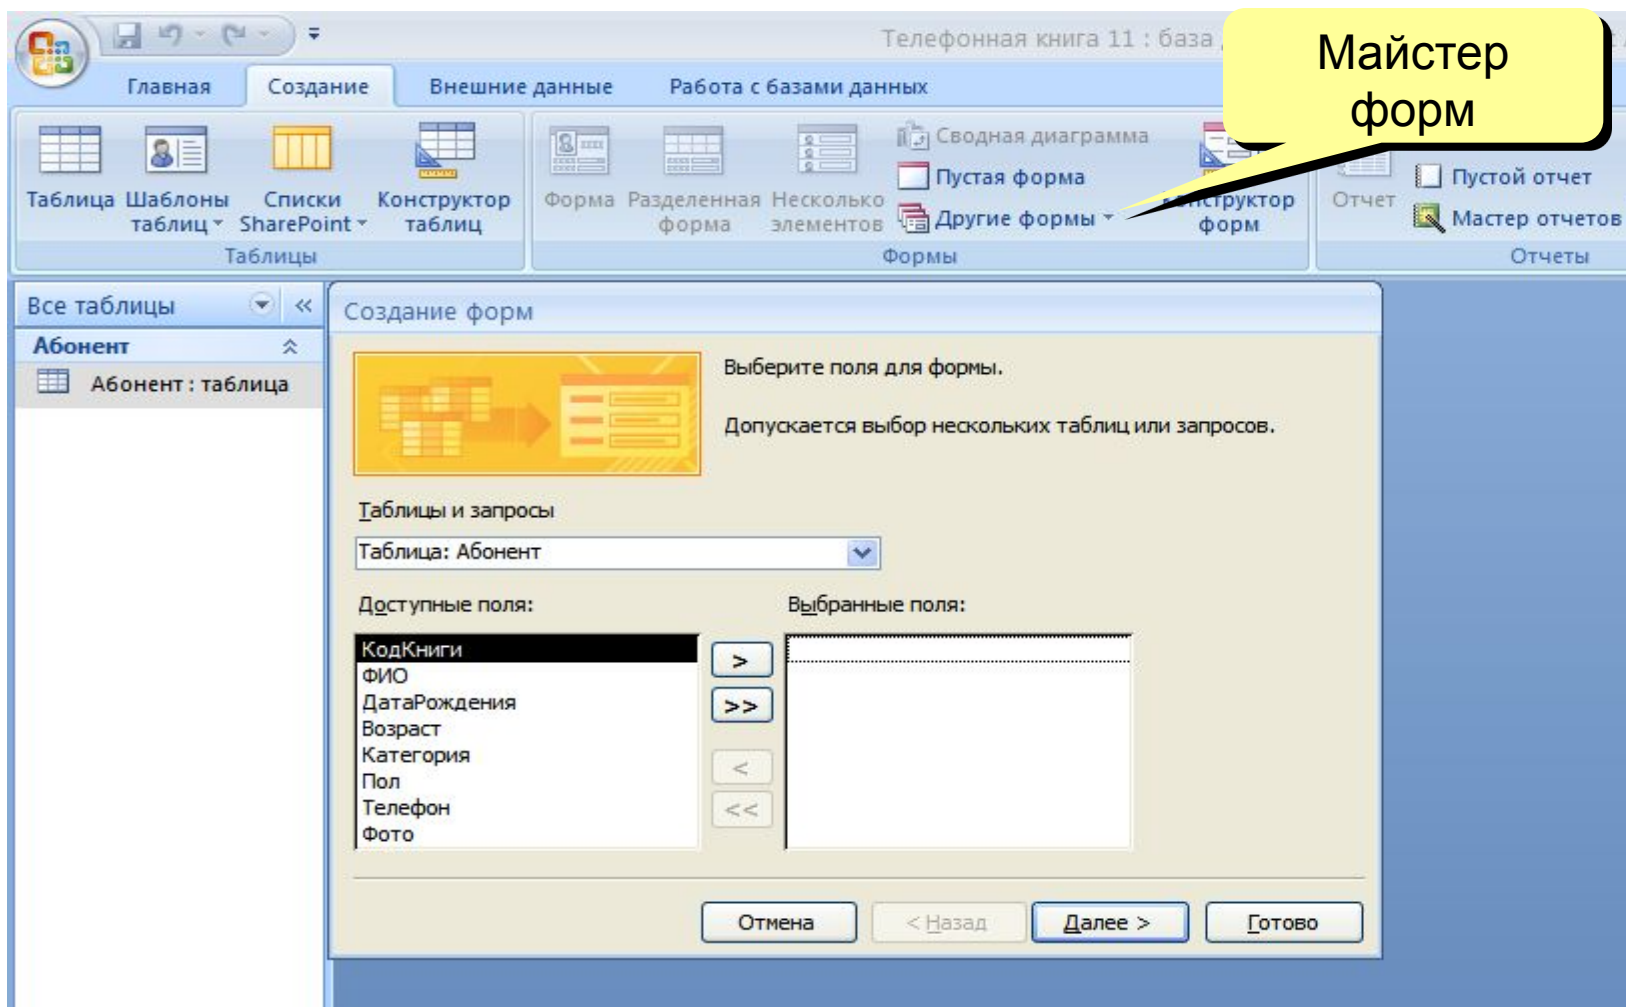 Телефонная книга 11 : база
Майстер
форм
Главная Создание Внешние данные Работа с базами данных
Таблица
Шаблоны
таблиц
Списки
SharePoint
Конструктор
таблиц
Таблицы
Форма
Разделенная
форма
Несколько
элементов
Сводная диаграмма
Пустая форма
Другие формы
Конструктор
форм
Формы
Отчет
Пустой отчет
Мастер отчетов
Отчеты
Все таблицы
Абонент
Абонент : таблица
Создание форм
Выберите поля для формы.
Допускается выбор нескольких таблиц или запросов.
Таблицы и запросы
Таблица: Абонент
Доступные поля:
Выбранные поля:
КодКниги
ФИО
ДатаРождения
Возраст
Категория
Пол
Телефон
Фото
>
>>
<
<<
Отмена
< Назад
Далее >
Готово